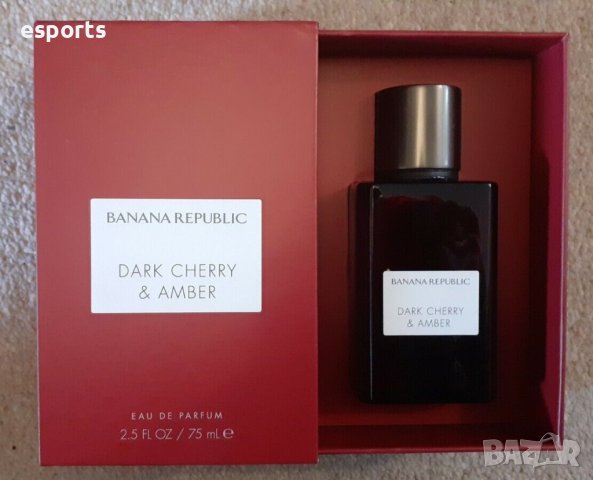 esports
BANANA REPUBLIC
DARK CHERRY
& AMBER
EAU DE PARFUM
2.5 FL OZ / 75 mL ℮
BANANA REPUBLIC
DARK CHERRY
& AMBER
BAZAR